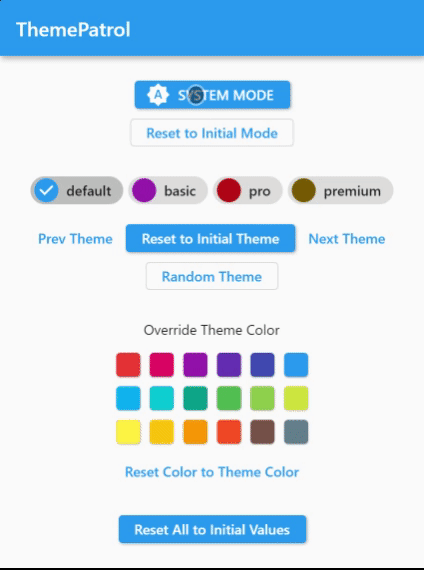 ThemePatrol
A SYSTEM MODE
Reset to Initial Mode
default basic pro premium
Prev Theme Reset to Initial Theme Next Theme
Random Theme
Override Theme Color
Reset Color to Theme Color
Reset All to Initial Values